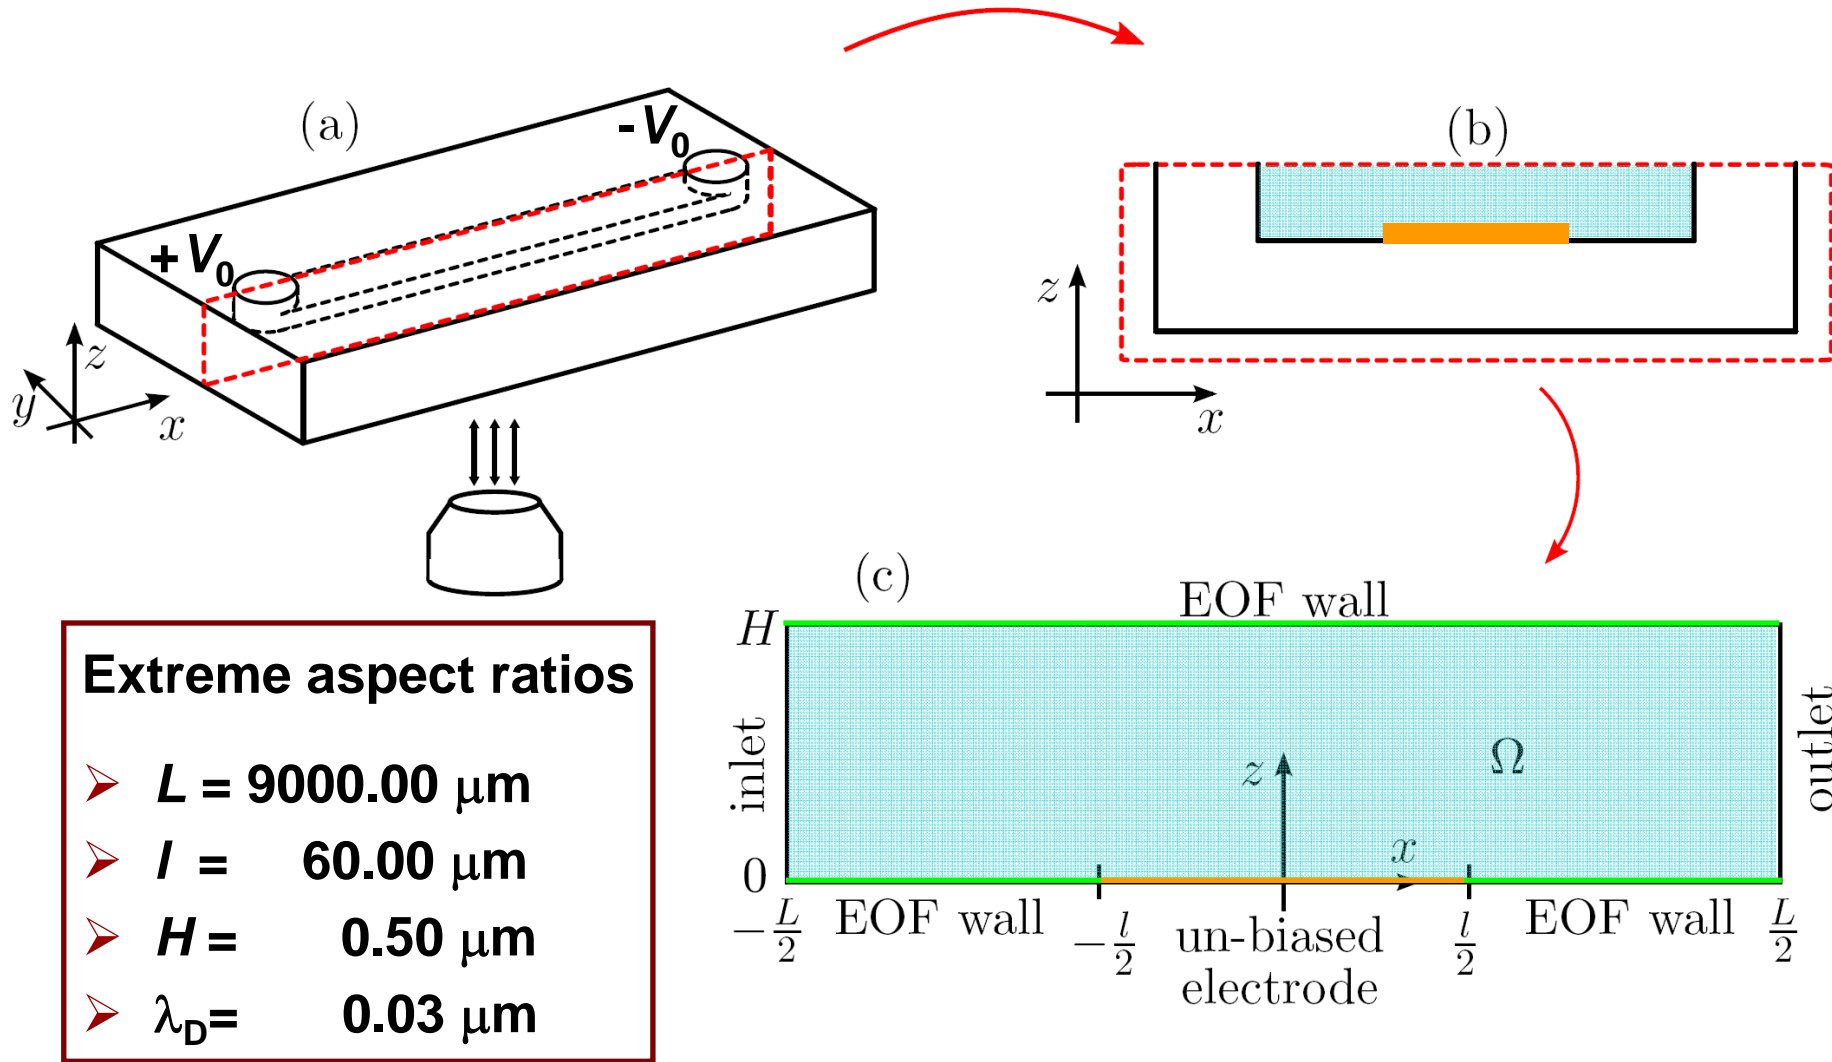 (a)
+V₀
-V₀
z
y
x
(b)
z
x
(c)
EOF wall
H
inlet
outlet
Ω
z
x
0
−L/2
EOF wall
−l/2
un-biased
electrode
l/2
EOF wall
L/2
Extreme aspect ratios
➢ L = 9000.00 μm
➢ l = 60.00 μm
➢ H = 0.50 μm
➢ λD= 0.03 μm